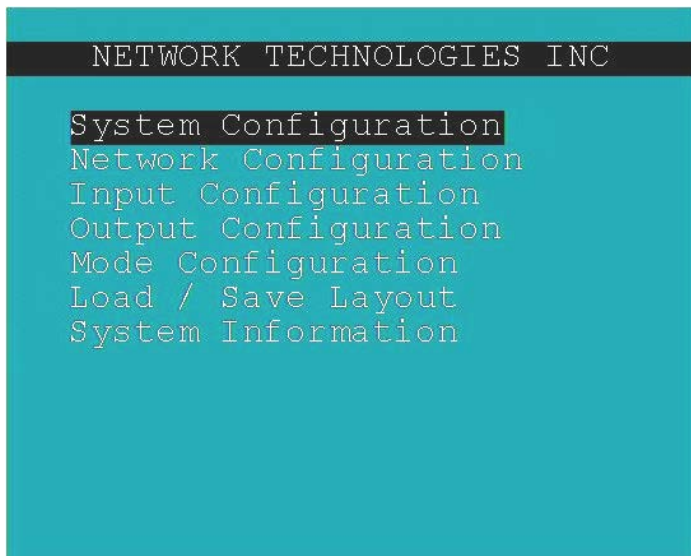 NETWORK TECHNOLOGIES INC
System Configuration
Network Configuration
Input Configuration
Output Configuration
Mode Configuration
Load / Save Layout
System Information